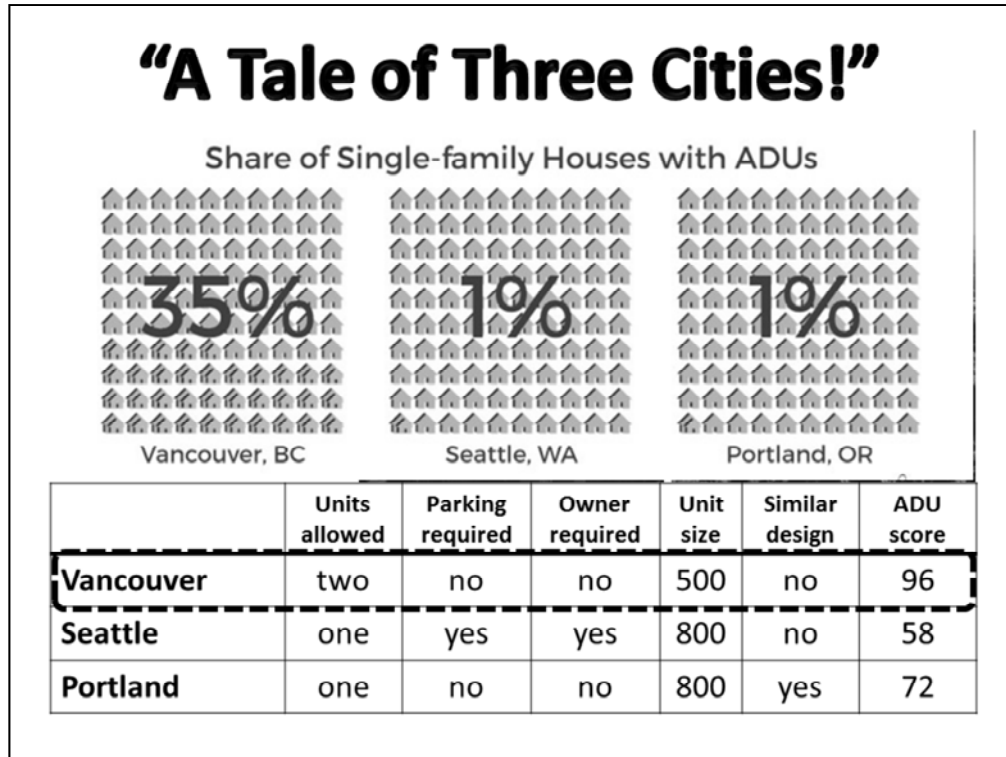 “A Tale of Three Cities!”
Share of Single-family Houses with ADUs
35% 1% 1%
Vancouver, BC Seattle, WA Portland, OR
Units allowed Parking required Owner required Unit size Similar design ADU score
Vancouver two no no 500 no 96
Seattle one yes yes 800 no 58
Portland one no no 800 yes 72